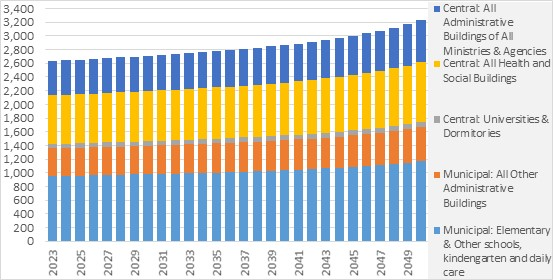 3,400
3,200
3,000
2,800
2,600
2,400
2,200
2,000
1,800
1,600
1,400
1,200
1,000
800
600
400
200
0
2023
2025
2027
2029
2031
2033
2035
2037
2039
2041
2043
2045
2047
2049
Central: All
Administrative
Buildings of All
Ministries & Agencies
Central: All Health and
Social Buildings
Central: Universities &
Dormitories
Municipal: All Other
Administrative
Buildings
Municipal: Elementary
& Other schools,
kindengarten and daily
care